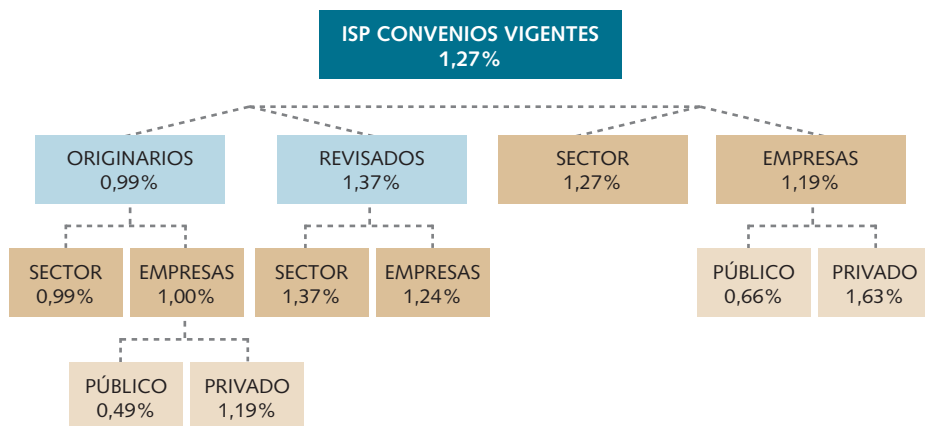 ISP CONVENIOS VIGENTES
1,27%
ORIGINARIOS
0,99%
REVISADOS
1,37%
SECTOR
1,27%
EMPRESAS
1,19%
SECTOR
0,99%
EMPRESAS
1,00%
SECTOR
1,37%
EMPRESAS
1,24%
PÚBLICO
0,66%
PRIVADO
1,63%
PÚBLICO
0,49%
PRIVADO
1,19%